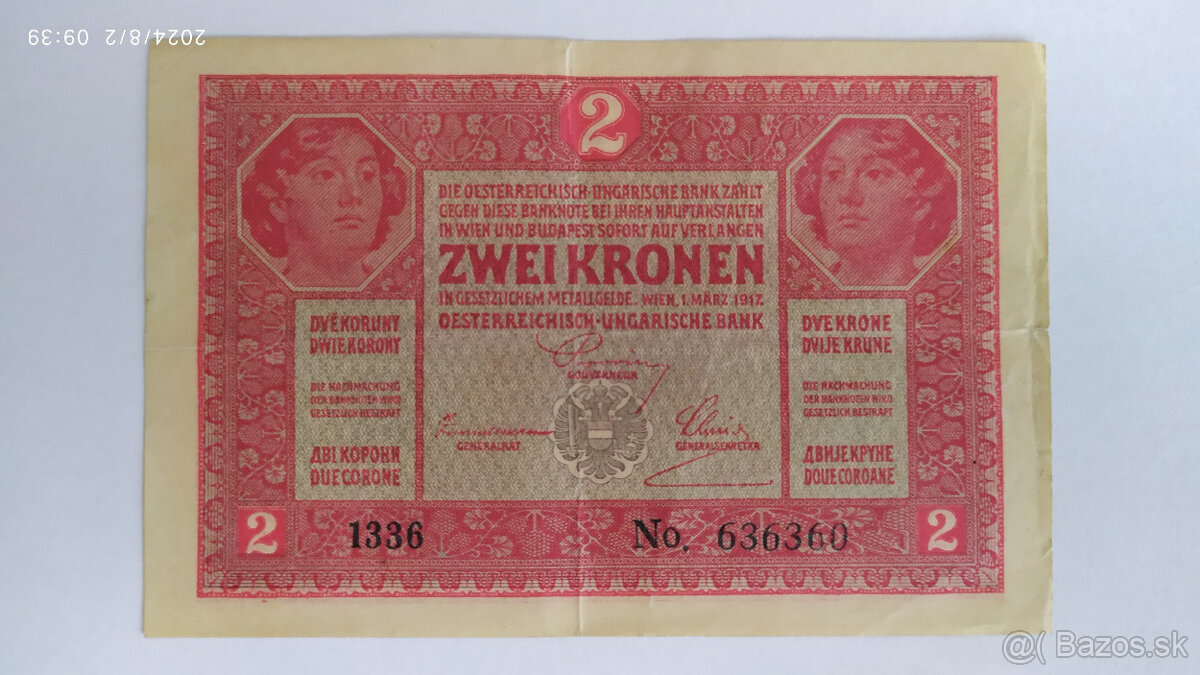 2024/8/2 09:39
2
DIE OESTERREICHISCH-UNGARISCHE BANK ZAHLT
GEGEN DIESE BANKNOTE BEI IHREN HAUPTANSTALTEN
IN WIEN UND BUDAPEST SOFORT AUF VERLANGEN
ZWEI KRONEN
IN GESETZLICHEM METALLGELDE. WIEN, 1. MÄRZ 1917.
OESTERREICHISCH-UNGARISCHE BANK
GOUVERNEUR
GENERALRAT
GENERALSEKRETÄR
DVĚ KORUNY
DWIE KORONY
DIE NACHMACHUNG
DER BANKNOTEN WIRD
GESETZLICH BESTRAFT
ДВІ КОРОНИ
DUE CORONE
DVE KRONE
DVIJE KRUNE
DIE NACHMACHUNG
DER BANKNOTEN WIRD
GESETZLICH BESTRAFT
ДВИЈЕ КРУНЕ
DOUE COROANE
2
1336
No. 636360
2
@( Bazos.sk